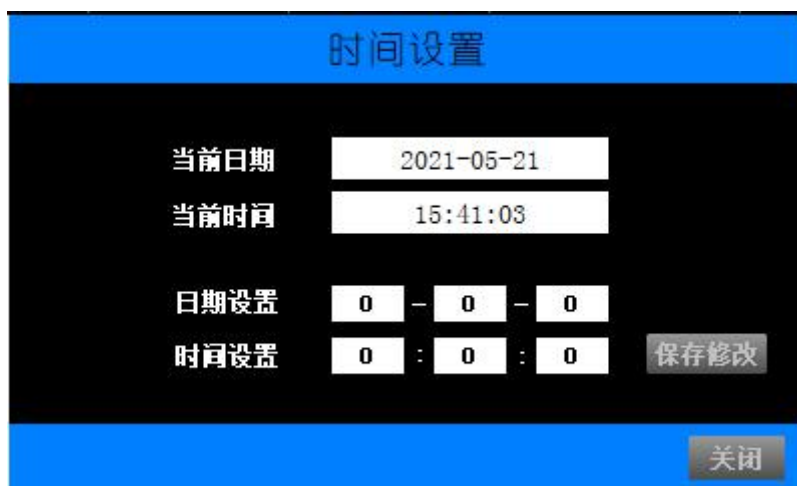 时间设置
当前日期 2021-05-21
当前时间 15:41:03
日期设置 0 - 0 - 0
时间设置 0 : 0 : 0 保存修改
关闭